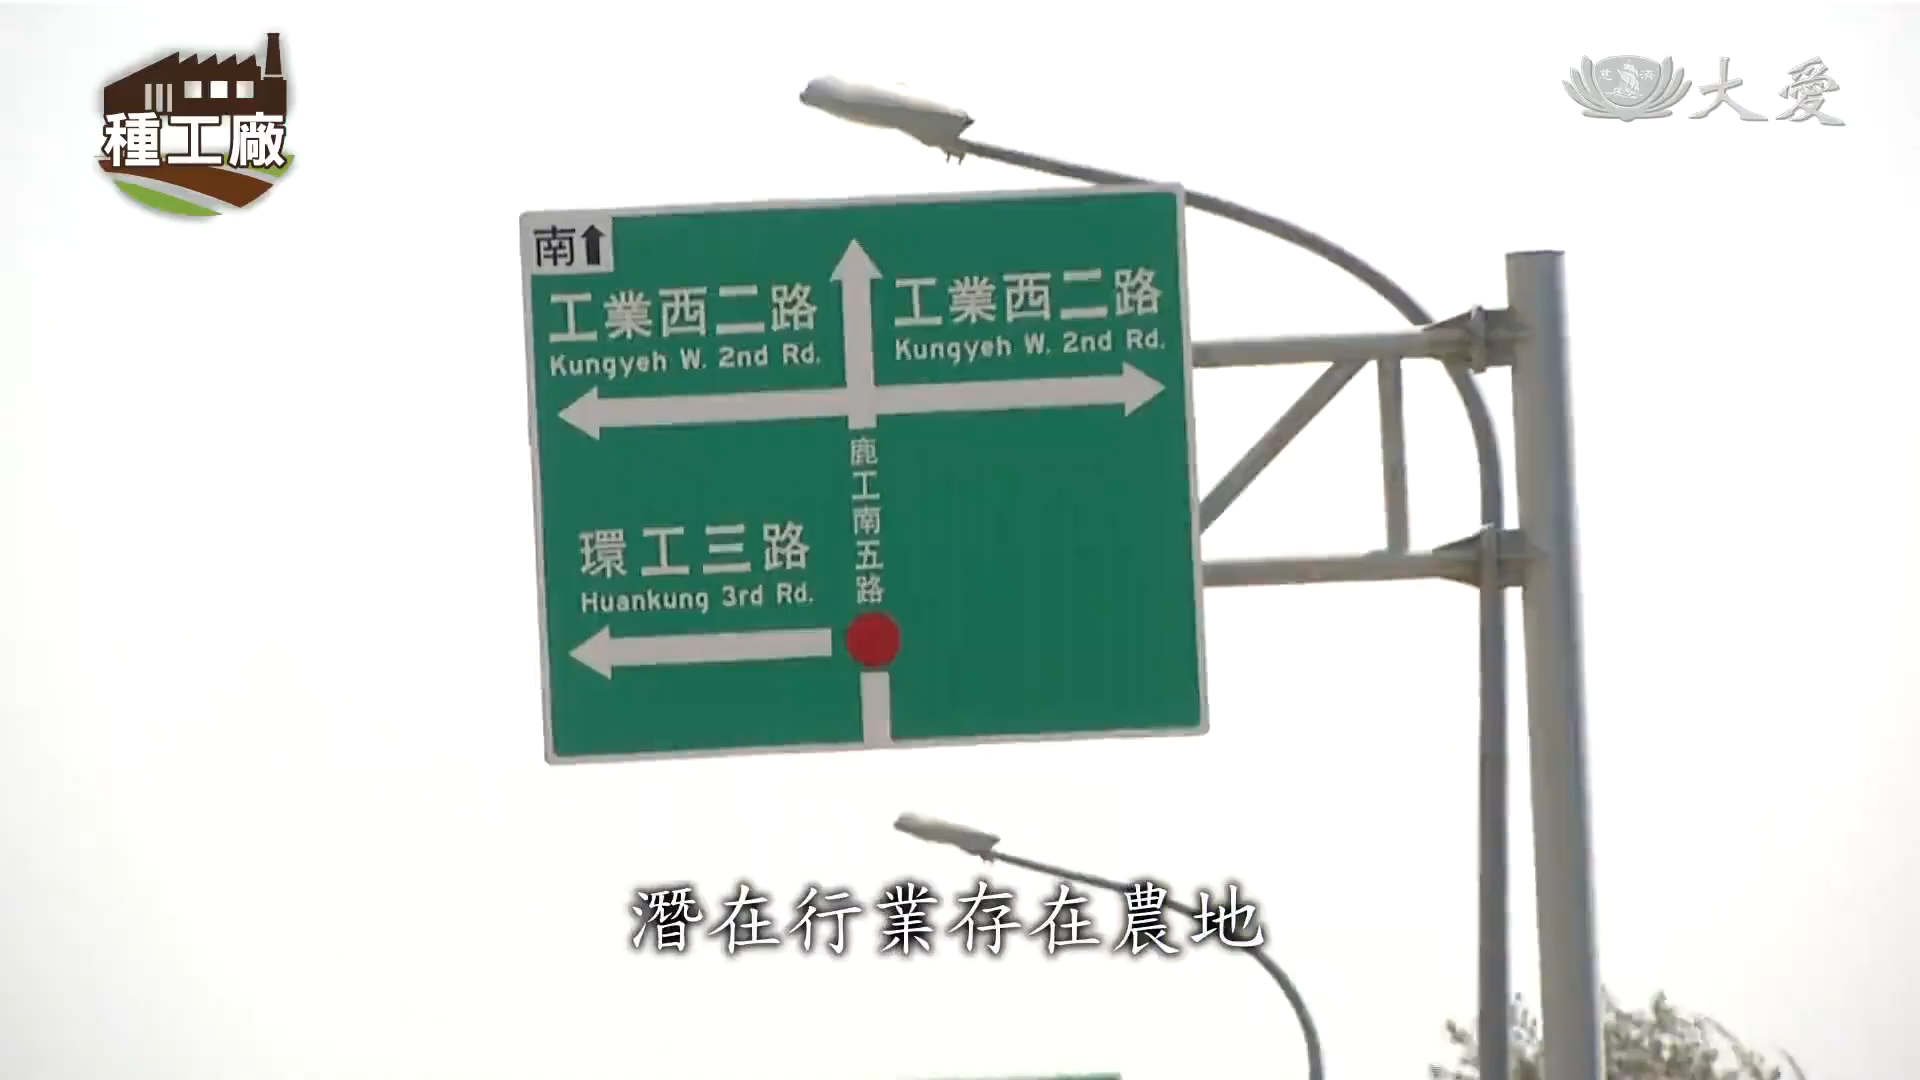 種工廠
慈濟
大愛
南
工業西二路
Kungyeh W. 2nd Rd.
工業西二路
Kungyeh W. 2nd Rd.
鹿工南五路
環工三路
Huankung 3rd Rd.
潛在行業存在農地